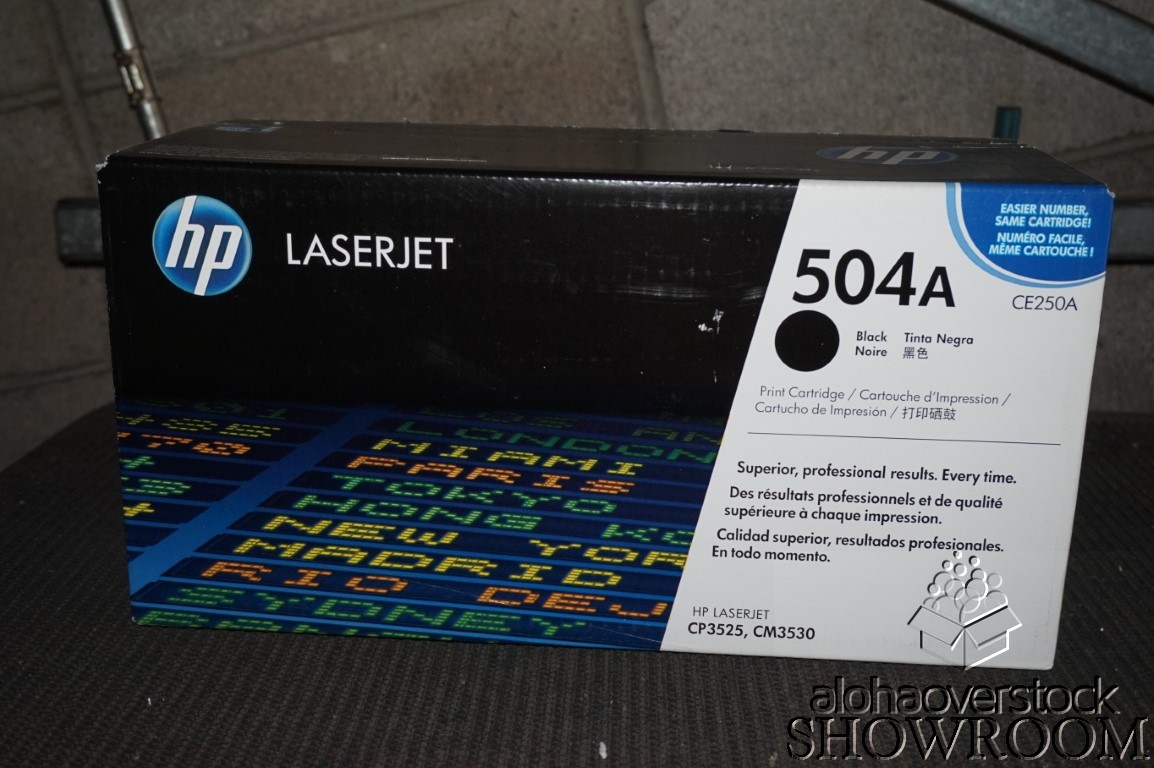 hp
hp
LASERJET
EASIER NUMBER,
SAME CARTRIDGE!
NUMÉRO FACILE,
MÊME CARTOUCHE !
504A
CE250A
Black Tinta Negra
Noire 黑色
Print Cartridge / Cartouche d'Impression /
Cartucho de Impresión / 打印硒鼓
Superior, professional results. Every time.
Des résultats professionnels et de qualité
supérieure à chaque impression.
Calidad superior, resultados profesionales.
En todo momento.
HP LASERJET
CP3525, CM3530
LONDON
MIAMI
PARIS
TOKYO
HONG KO
NEW YOR
MADRID
RIO DEJ
SYDNEY
alohaoverstock
SHOWROOM